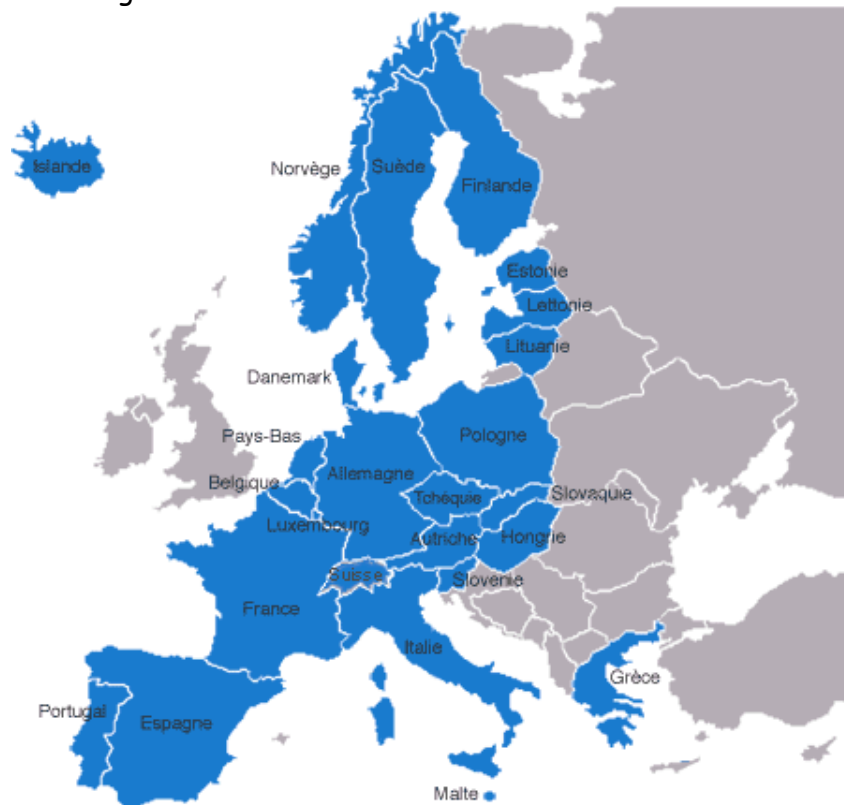 Islande
Norvège
Suède
Finlande
Estonie
Lettonie
Lituanie
Danemark
Pays-Bas
Pologne
Belgique
Allemagne
Tchéquie
Slovaquie
Luxembourg
Autriche
Hongrie
Suisse
Slovénie
France
Italie
Grèce
Portugal
Espagne
Malte